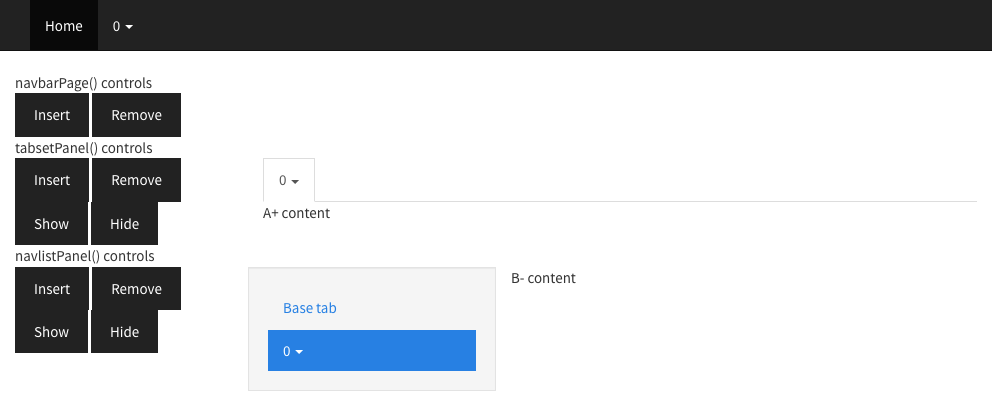 Home 0
navbarPage() controls
Insert Remove
tabsetPanel() controls
Insert Remove 0
Show Hide A+ content
navlistPanel() controls
Insert Remove B- content
Base tab
Show Hide 0